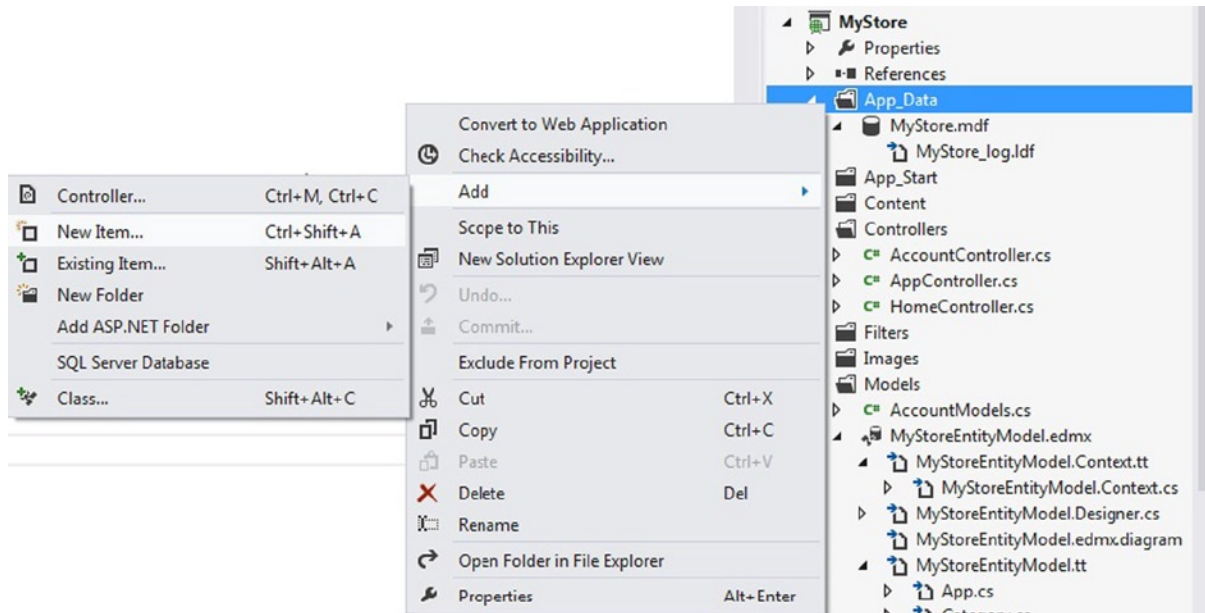 MyStore
Properties
References
App_Data
MyStore.mdf
MyStore_log.ldf
App_Start
Content
Controllers
C# AccountController.cs
C# AppController.cs
C# HomeController.cs
Filters
Images
Models
C# AccountModels.cs
MyStoreEntityModel.edmx
MyStoreEntityModel.Context.tt
MyStoreEntityModel.Context.cs
MyStoreEntityModel.Designer.cs
MyStoreEntityModel.edmx.diagram
MyStoreEntityModel.tt
App.cs
Convert to Web Application
Check Accessibility...
Add
Scope to This
New Solution Explorer View
Undo...
Commit...
Exclude From Project
Cut Ctrl+X
Copy Ctrl+C
Paste Ctrl+V
Delete Del
Rename
Open Folder in File Explorer
Properties Alt+Enter
Controller... Ctrl+M, Ctrl+C
New Item... Ctrl+Shift+A
Existing Item... Shift+Alt+A
New Folder
Add ASP.NET Folder
SQL Server Database
Class... Shift+Alt+C